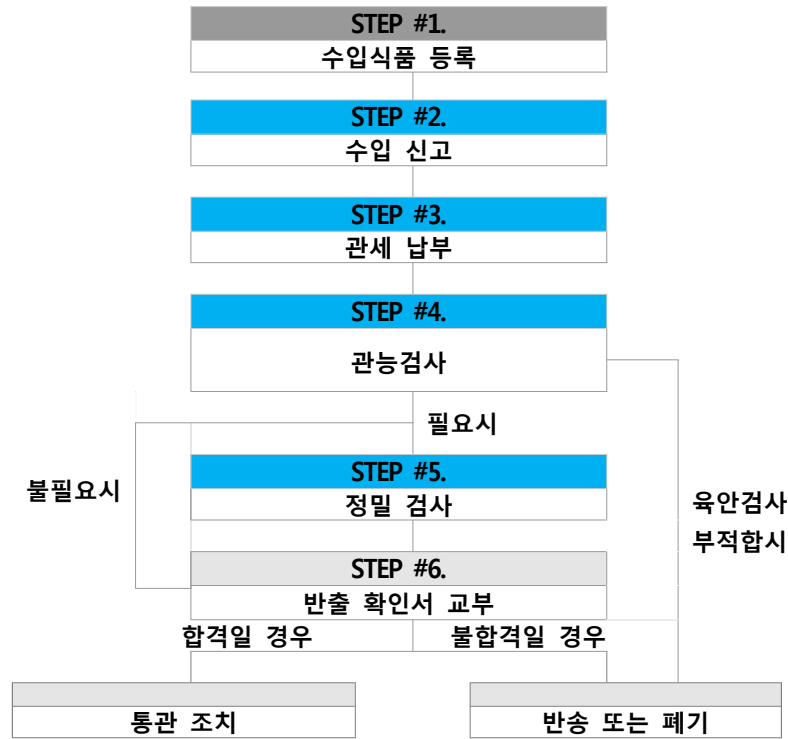 STEP #1.
수입식품 등록
STEP #2.
수입 신고
STEP #3.
관세 납부
STEP #4.
관능검사
필요시
불필요시
STEP #5.
정밀 검사
육안검사
부적합시
STEP #6.
반출 확인서 교부
합격일 경우
불합격일 경우
통관 조치
반송 또는 폐기